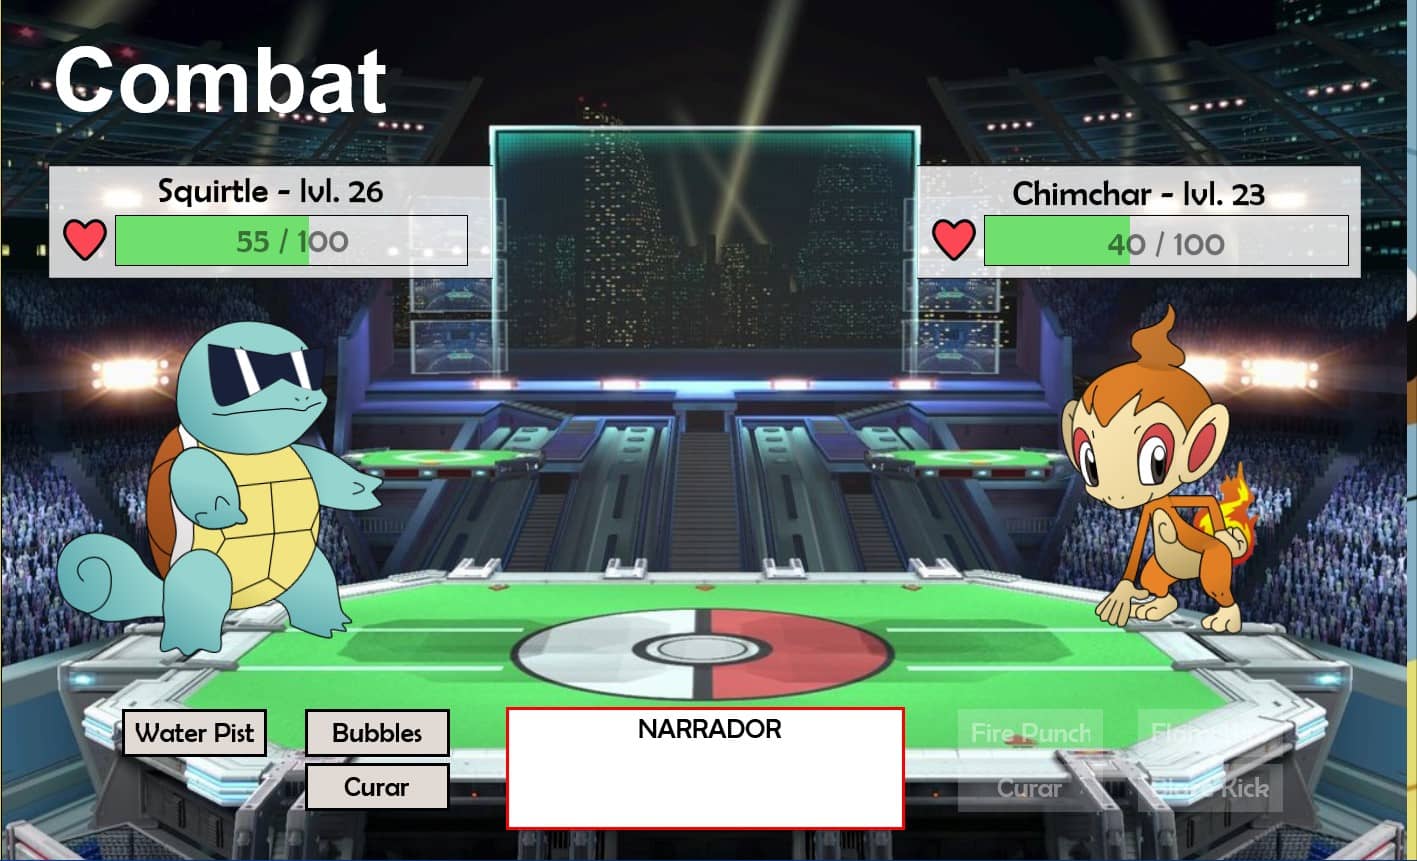 Combat
Squirtle - lvl. 26
55 / 100
Chimchar - lvl. 23
40 / 100
Water Pist
Bubbles
Curar
NARRADOR
Fire Punch
Curar
Kick